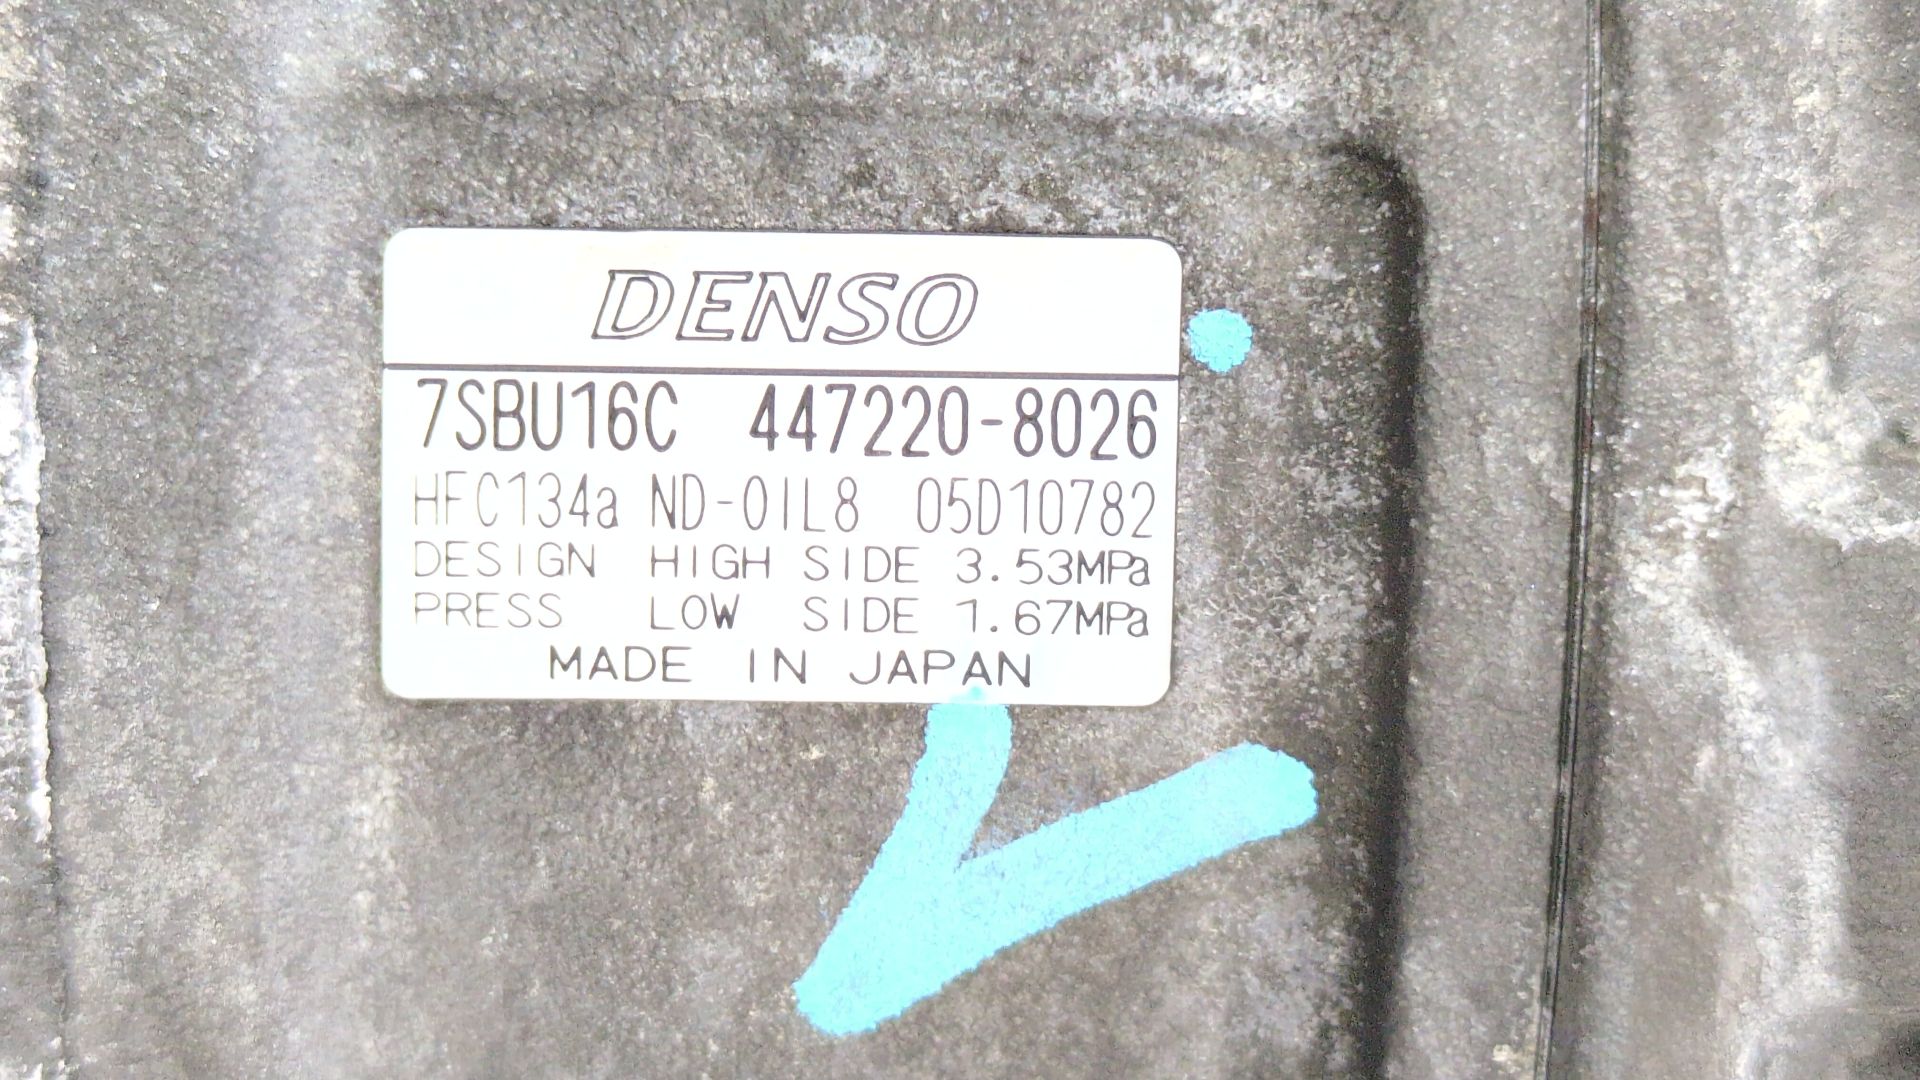 DENSO
7SBU16C 447220-8026
HFC134a ND-OIL8 05D10782
DESIGN HIGH SIDE 3.53MPa
PRESS LOW SIDE 1.67MPa
MADE IN JAPAN